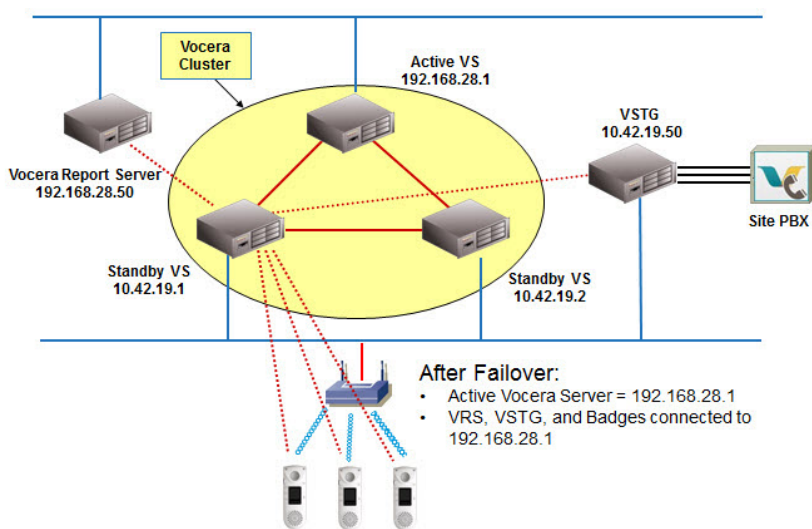 Vocera
Cluster
Active VS
192.168.28.1
VSTG
10.42.19.50
Vocera Report Server
192.168.28.50
Site PBX
Standby VS
10.42.19.1
Standby VS
10.42.19.2
After Failover:
• Active Vocera Server = 192.168.28.1
• VRS, VSTG, and Badges connected to
192.168.28.1